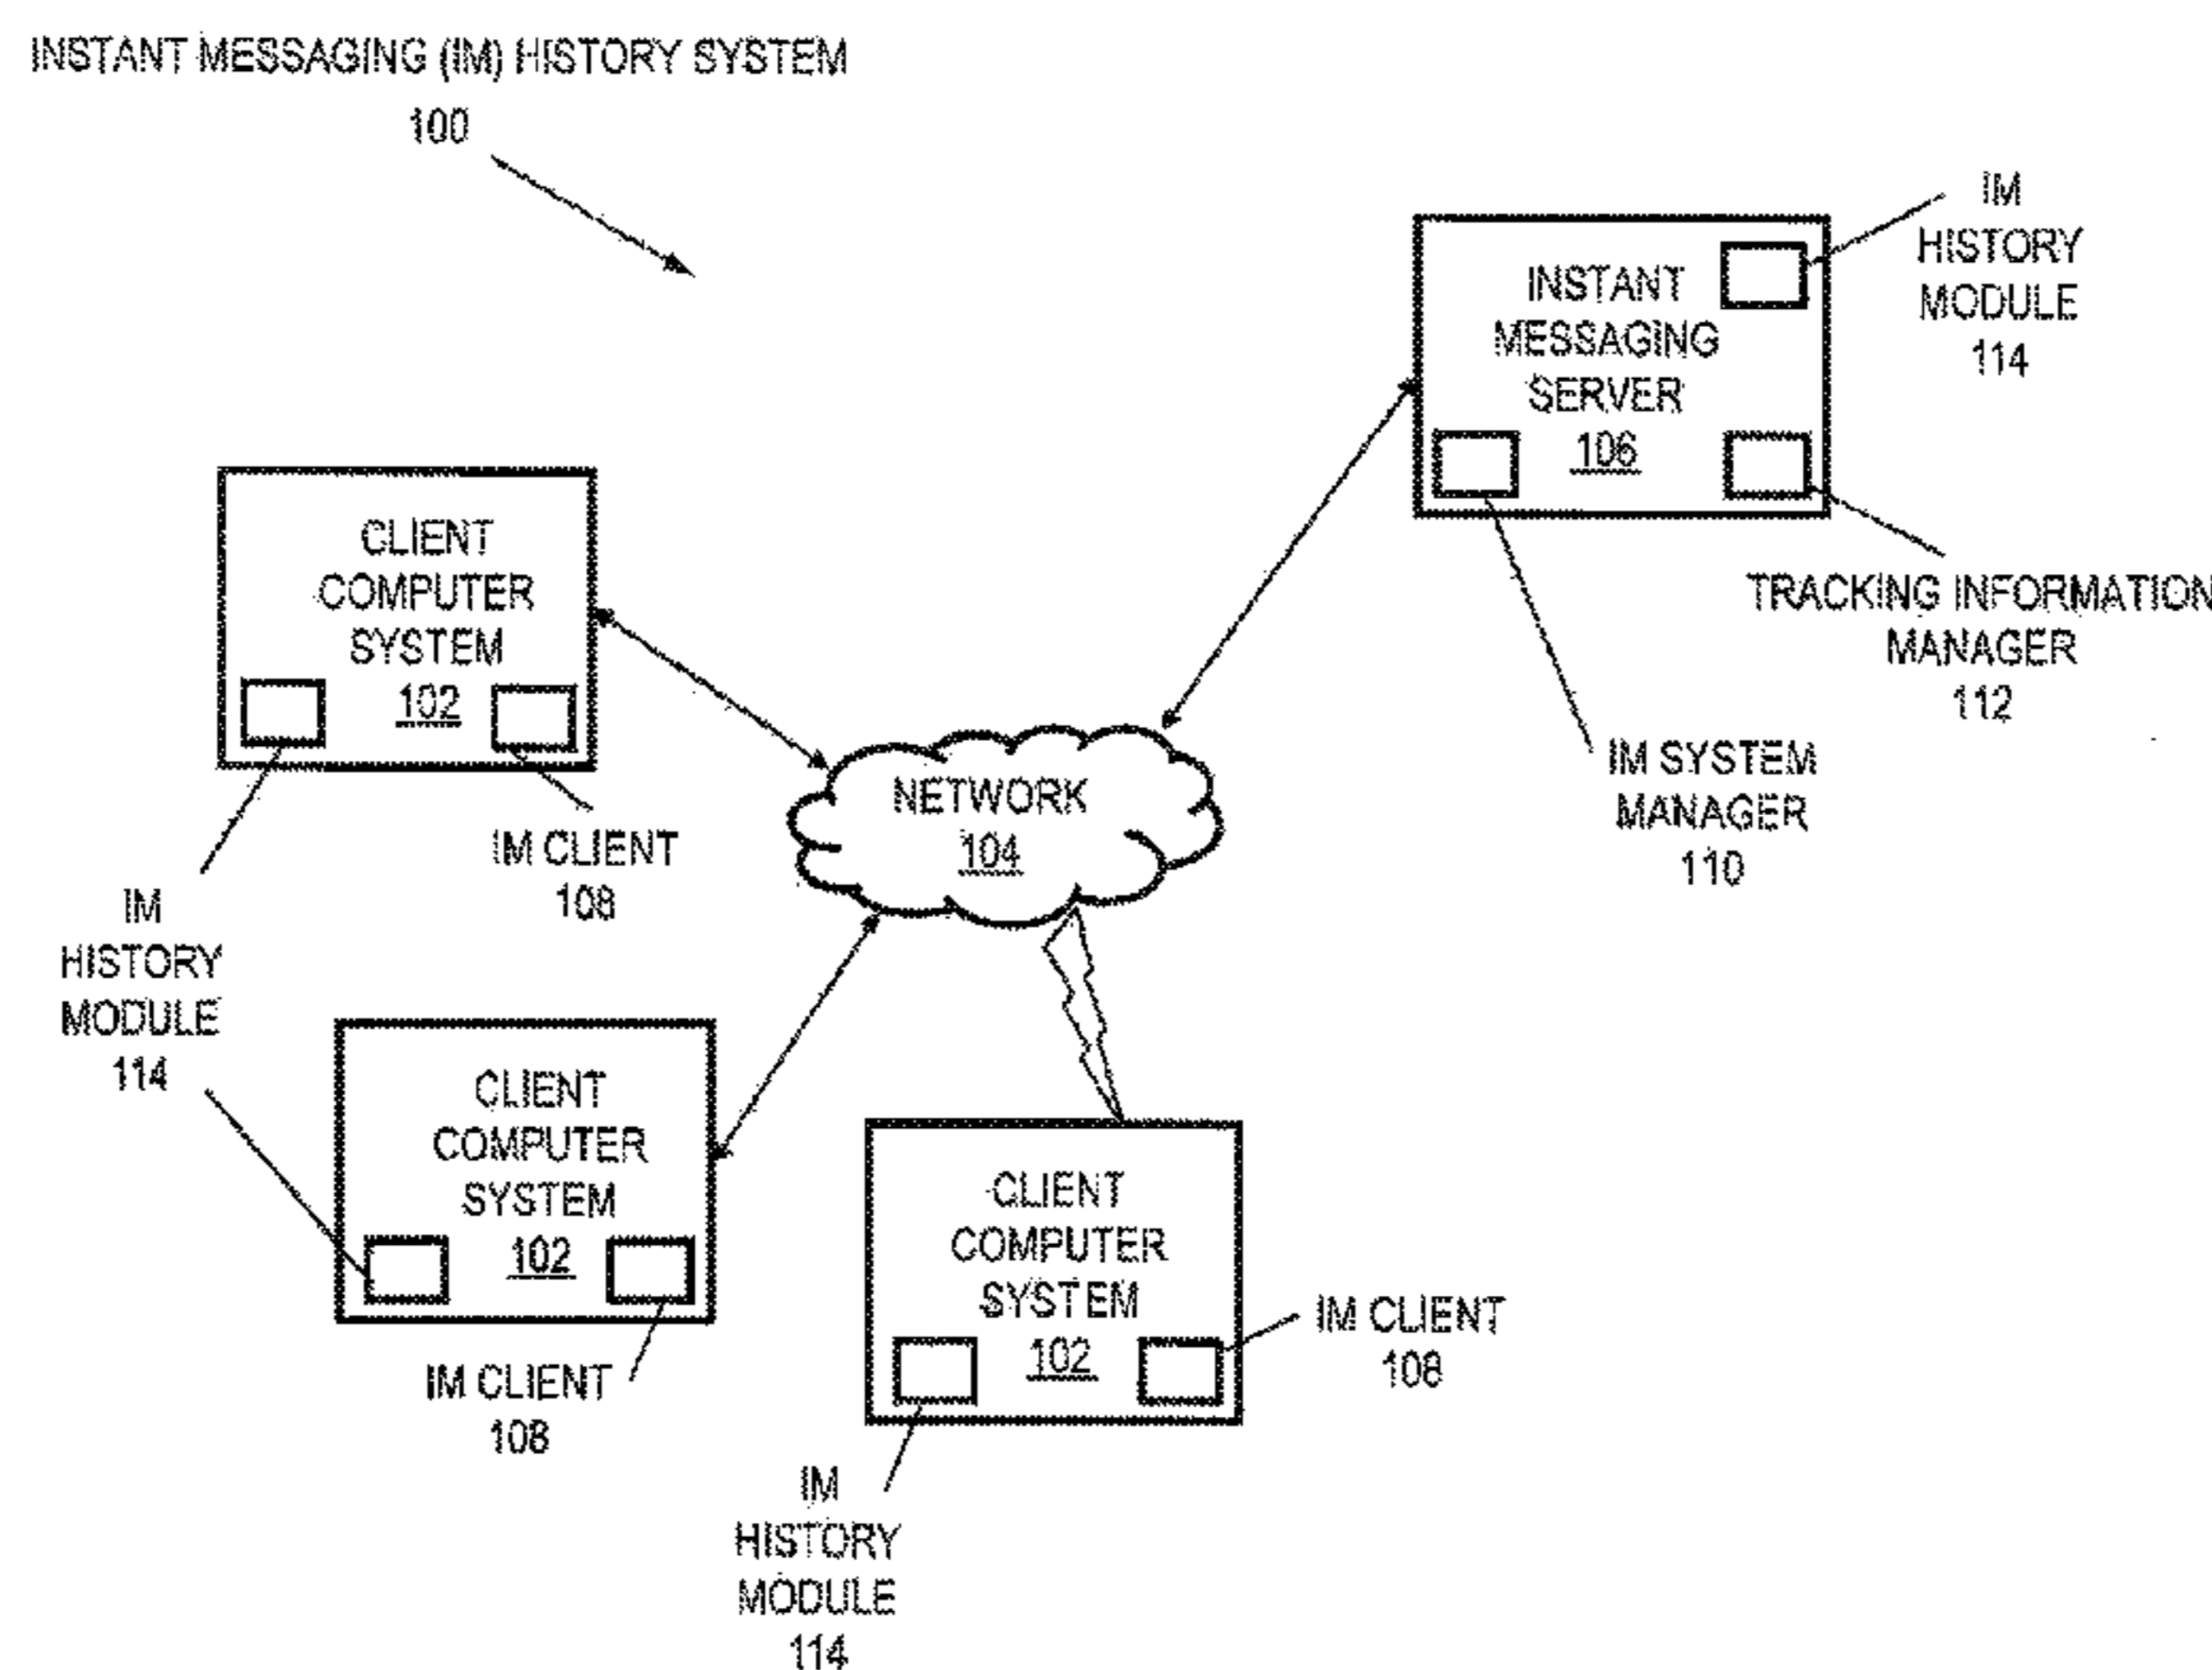 INSTANT MESSAGING (IM) HISTORY SYSTEM
100
IM
HISTORY
MODULE
114
INSTANT
MESSAGING
SERVER
106
TRACKING INFORMATION
MANAGER
112
IM SYSTEM
MANAGER
110
CLIENT
COMPUTER
SYSTEM
102
IM CLIENT
108
NETWORK
104
IM
HISTORY
MODULE
114
CLIENT
COMPUTER
SYSTEM
102
IM CLIENT
108
CLIENT
COMPUTER
SYSTEM
102
IM CLIENT
108
IM
HISTORY
MODULE
114